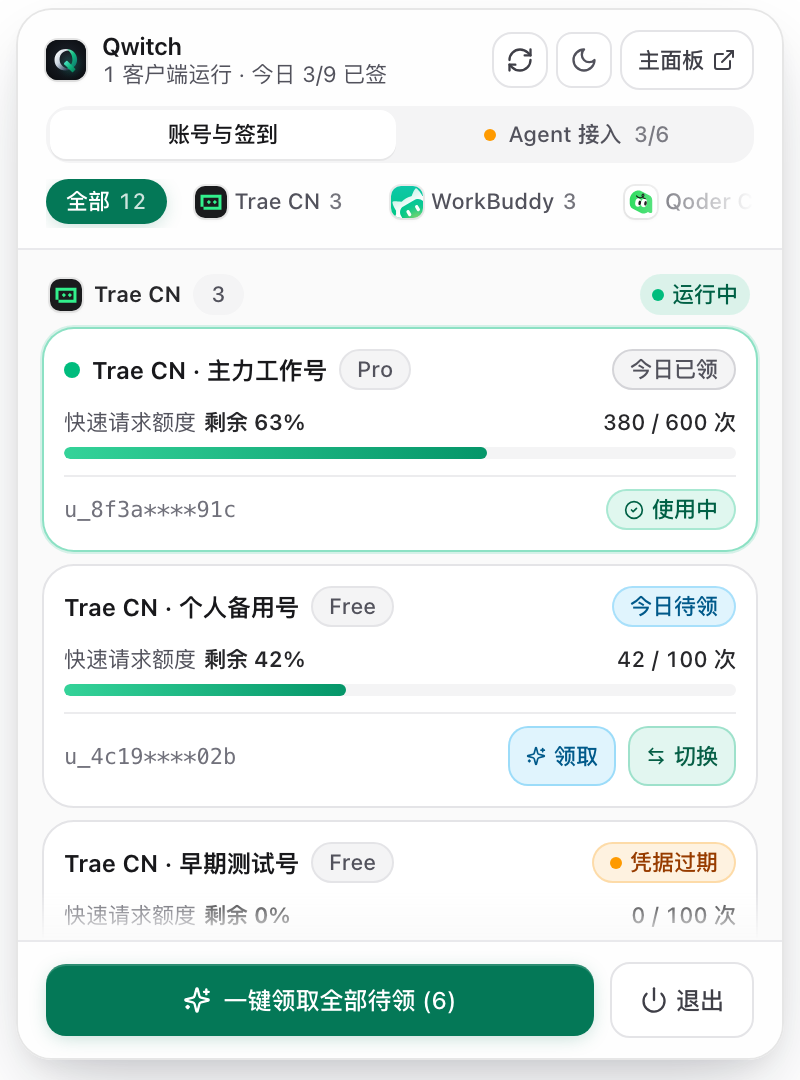 Qwitch
1 客户端运行 · 今日 3/9 已签
主面板
账号与签到
Agent 接入 3/6
全部 12
Trae CN 3
WorkBuddy 3
Qoder C
Trae CN 3
运行中
Trae CN · 主力工作号 Pro 今日已领
快速请求额度 剩余 63% 380 / 600 次
u_8f3a****91c 使用中
Trae CN · 个人备用号 Free 今日待领
快速请求额度 剩余 42% 42 / 100 次
u_4c19****02b 领取 切换
Trae CN · 早期测试号 Free 凭据过期
快速请求额度 剩余 0% 0 / 100 次
一键领取全部待领 (6)
退出